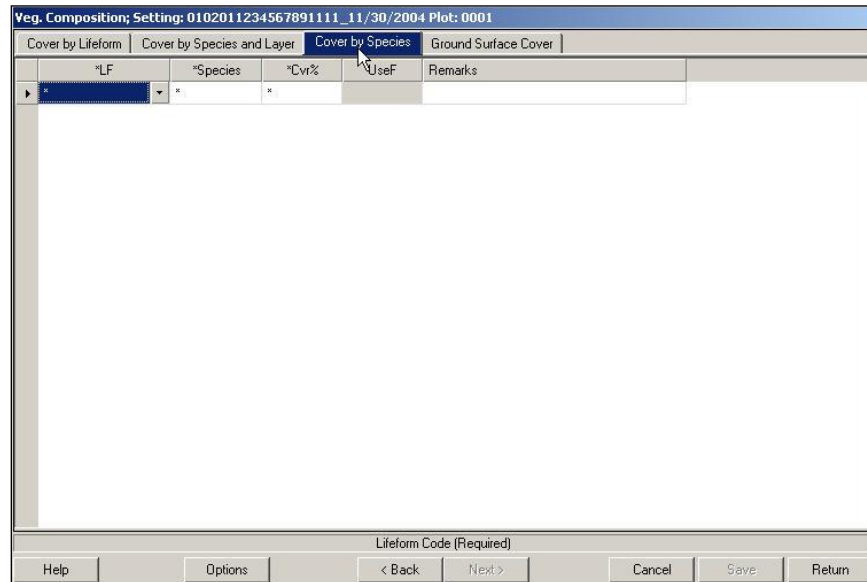 Veg. Composition; Setting: 0102011234567891111_11/30/2004 Plot: 0001
Cover by Lifeform Cover by Species and Layer Cover by Species Ground Surface Cover
*LF *Species *Cvr% UseF Remarks
* * *
Lifeform Code (Required)
Help Options < Back Next > Cancel Save Return